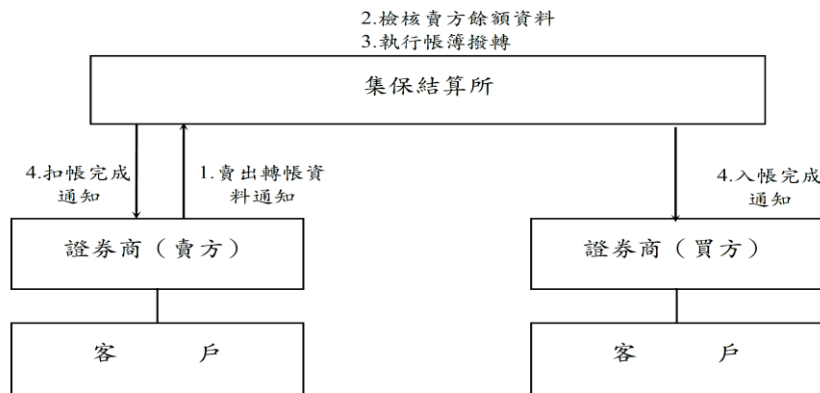 2.檢核賣方餘額資料
3.執行帳簿撥轉
集保結算所
4.扣帳完成
通知
1.賣出轉帳資
料通知
4.入帳完成
通知
證券商（賣方）
證券商（買方）
客 戶
客 戶